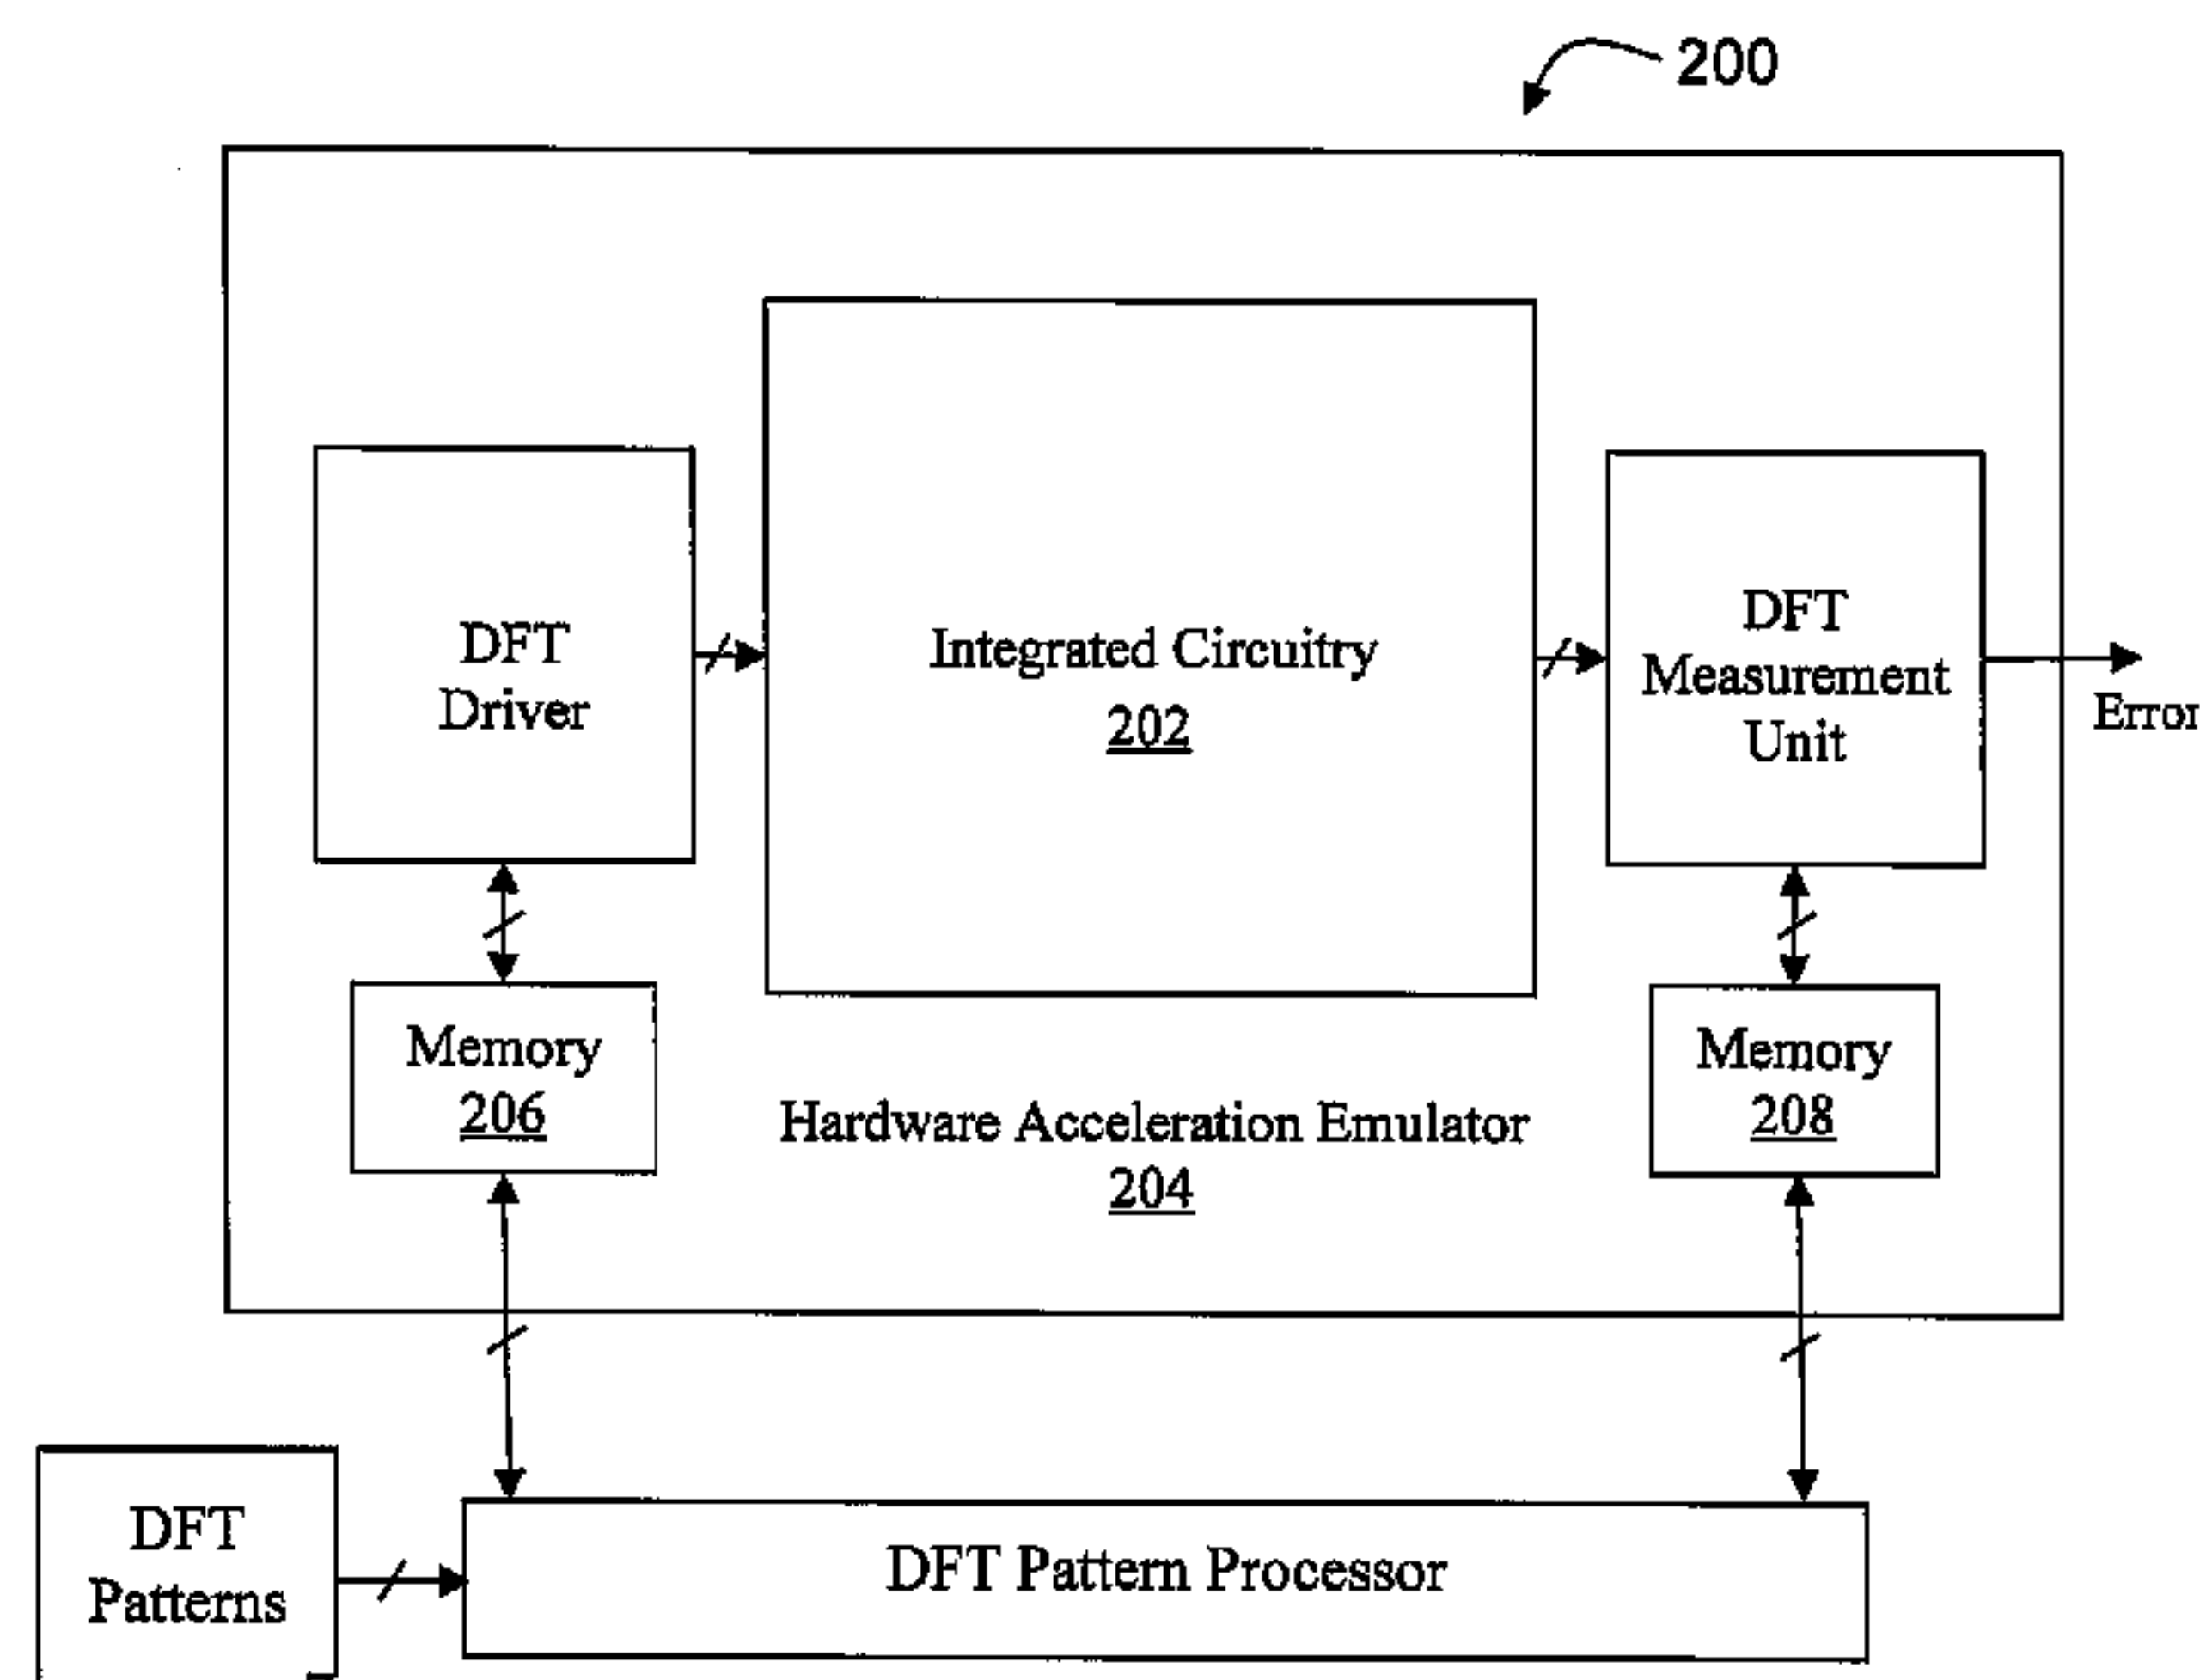 200
DFT
Driver
Integrated Circuitry
202
DFT
Measurement
Unit
Error
Memory
206
Hardware Acceleration Emulator
204
Memory
208
DFT
Patterns
DFT Pattern Processor